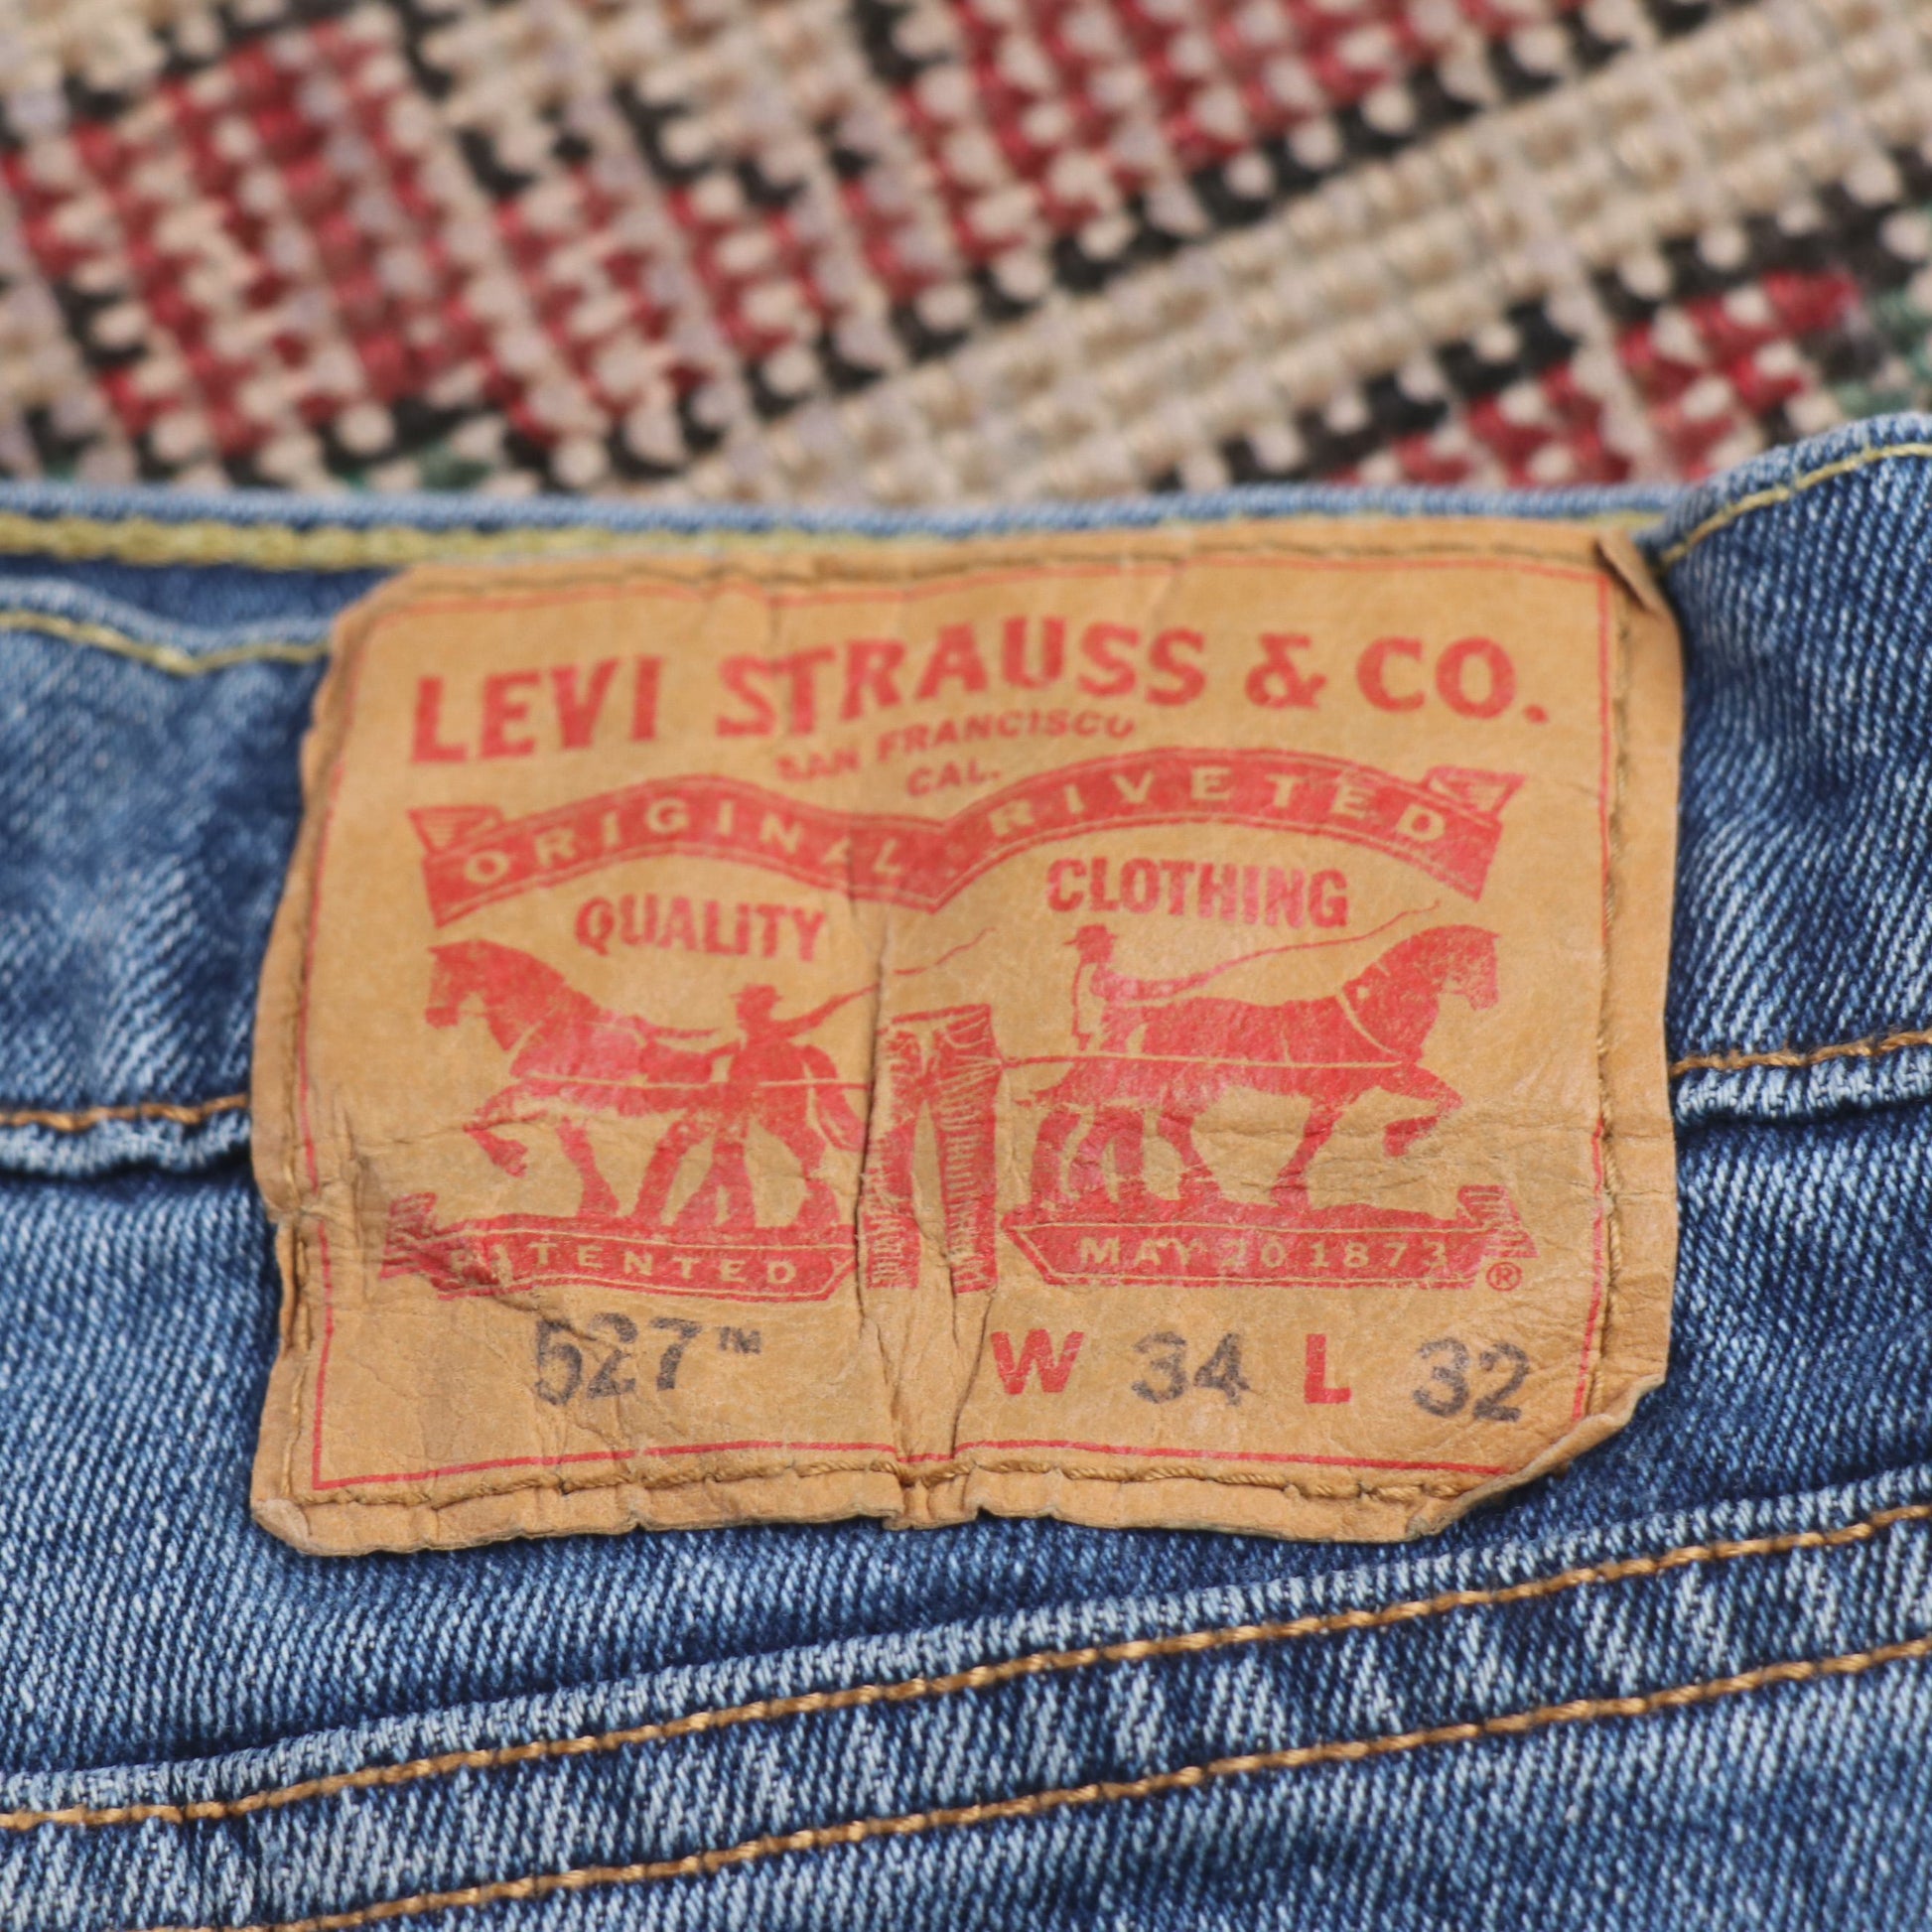 LEVI STRAUSS & CO.
SAN FRANCISCO
CAL.
ORIGINAL RIVETED
QUALITY CLOTHING
PATENTED MAY 20 1873 ®
527™ W 34 L 32